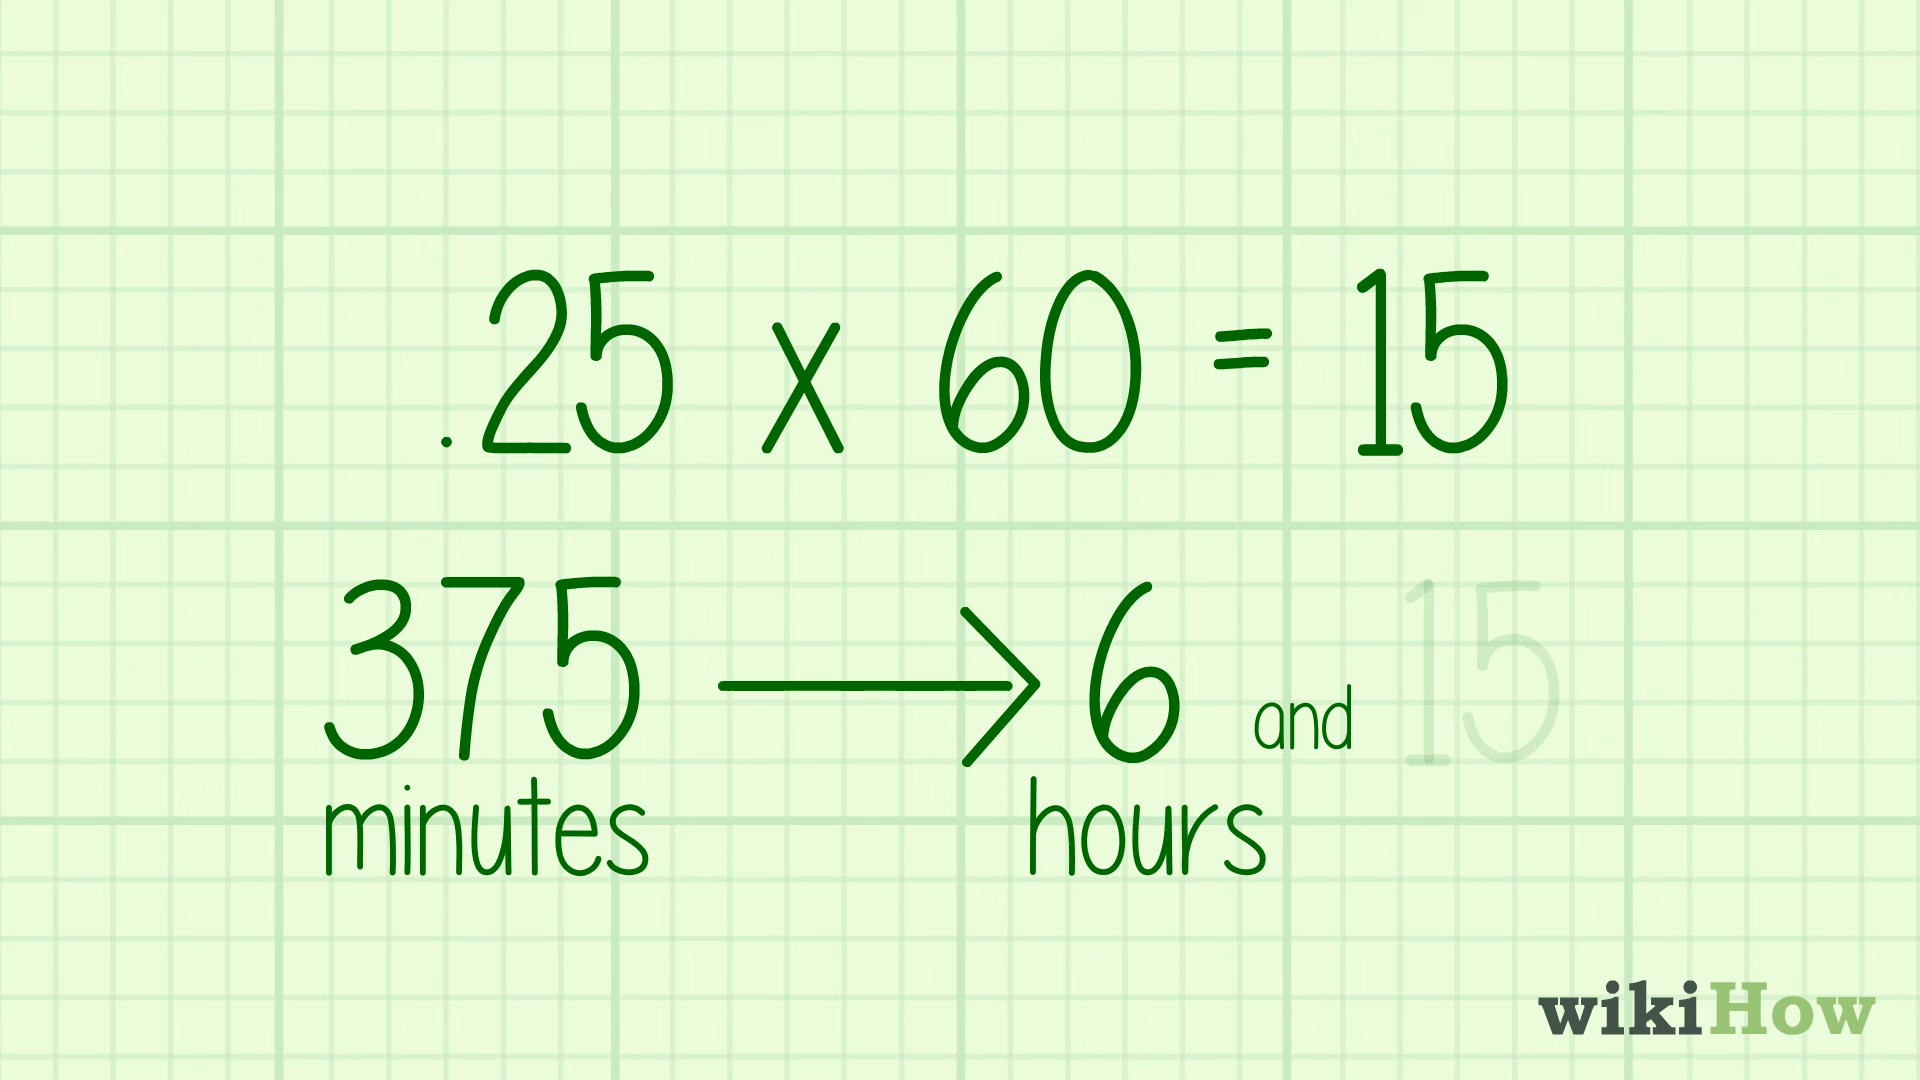 .25 x 60 = 15
375 → 6 and 15
minutes hours
wikiHow